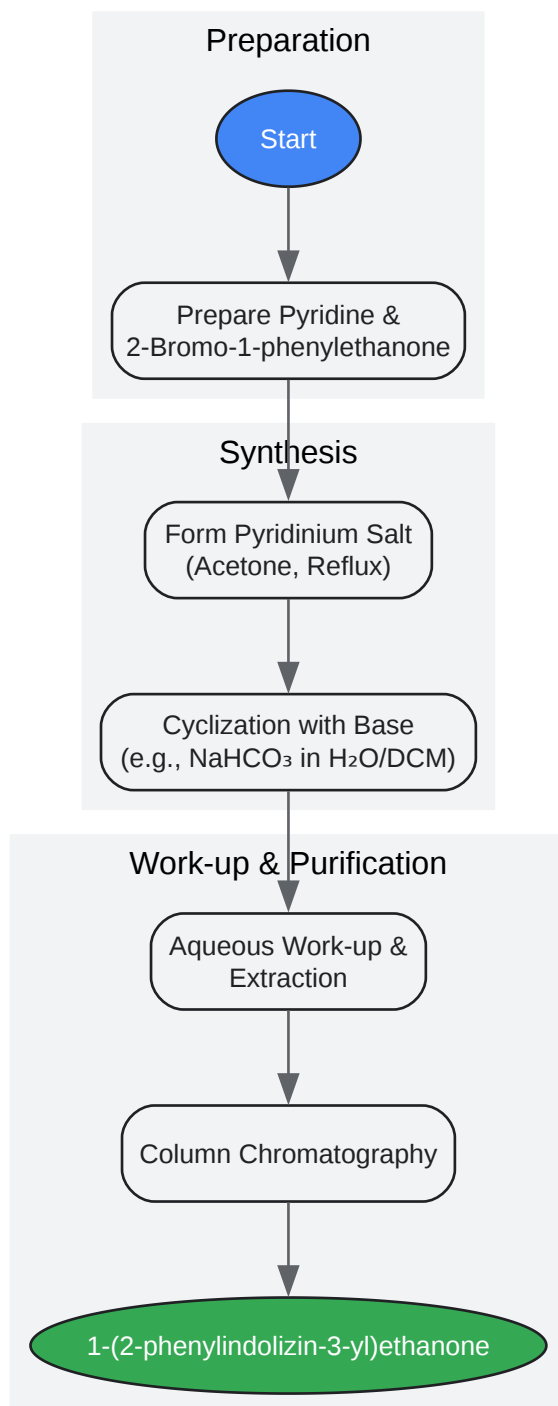 Preparation
Start
Prepare Pyridine &
2-Bromo-1-phenylethanone
Synthesis
Form Pyridinium Salt
(Acetone, Reflux)
Cyclization with Base
(e.g., NaHCO₃ in H₂O/DCM)
Work-up & Purification
Aqueous Work-up &
Extraction
Column Chromatography
1-(2-phenylindolizin-3-yl)ethanone